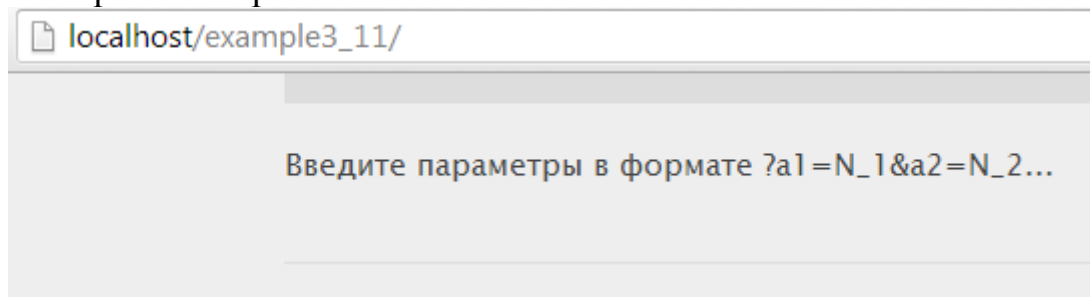 localhost/example3_11/
Введите параметры в формате ?a1=N_1&a2=N_2...